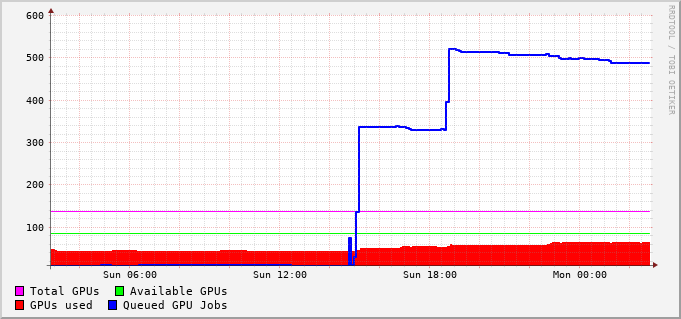 600
500
400
300
200
100
Sun 06:00 Sun 12:00 Sun 18:00 Mon 00:00
Total GPUs Available GPUs
GPUs used Queued GPU Jobs
RRDTOOL / TOBI OETIKER